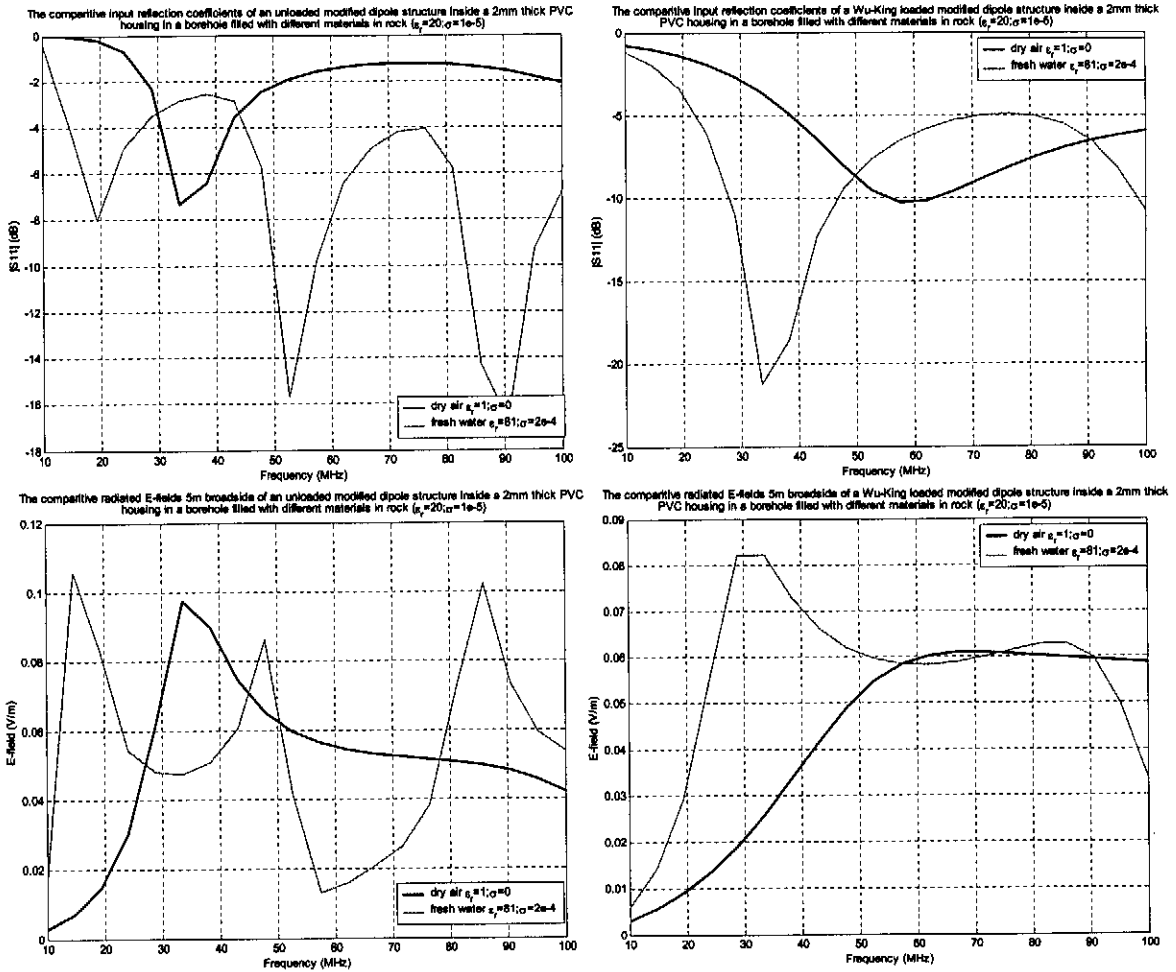 The comparitive input reflection coefficients of an unloaded modified dipole structure inside a 2mm thick PVC
housing in a borehole filled with different materials in rock (εr=20;σ=1e-5)
0
-2
-4
-6
-8
-10
-12
-14
-16
-18
|S11| (dB)
dry air εr=1;σ=0
fresh water εr=81;σ=2e-4
10 20 30 40 50 60 70 80 90 100
Frequency (MHz)
The comparitive input reflection coefficients of a Wu-King loaded modified dipole structure inside a 2mm thick
PVC housing in a borehole filled with different materials in rock (εr=20;σ=1e-5)
0
-5
-10
-15
-20
-25
|S11| (dB)
dry air εr=1;σ=0
fresh water εr=81;σ=2e-4
10 20 30 40 50 60 70 80 90 100
Frequency (MHz)
The comparitive radiated E-fields 5m broadside of an unloaded modified dipole structure inside a 2mm thick PVC
housing in a borehole filled with different materials in rock (εr=20;σ=1e-5)
0.12
0.1
0.08
0.06
0.04
0.02
0
E-field (V/m)
dry air εr=1;σ=0
fresh water εr=81;σ=2e-4
10 20 30 40 50 60 70 80 90 100
Frequency (MHz)
The comparitive radiated E-fields 5m broadside of a Wu-King loaded modified dipole structure inside a 2mm thick
PVC housing in a borehole filled with different materials in rock (εr=20;σ=1e-5)
0.09
0.08
0.07
0.06
0.05
0.04
0.03
0.02
0.01
0
E-field (V/m)
dry air εr=1;σ=0
fresh water εr=81;σ=2e-4
10 20 30 40 50 60 70 80 90 100
Frequency (MHz)